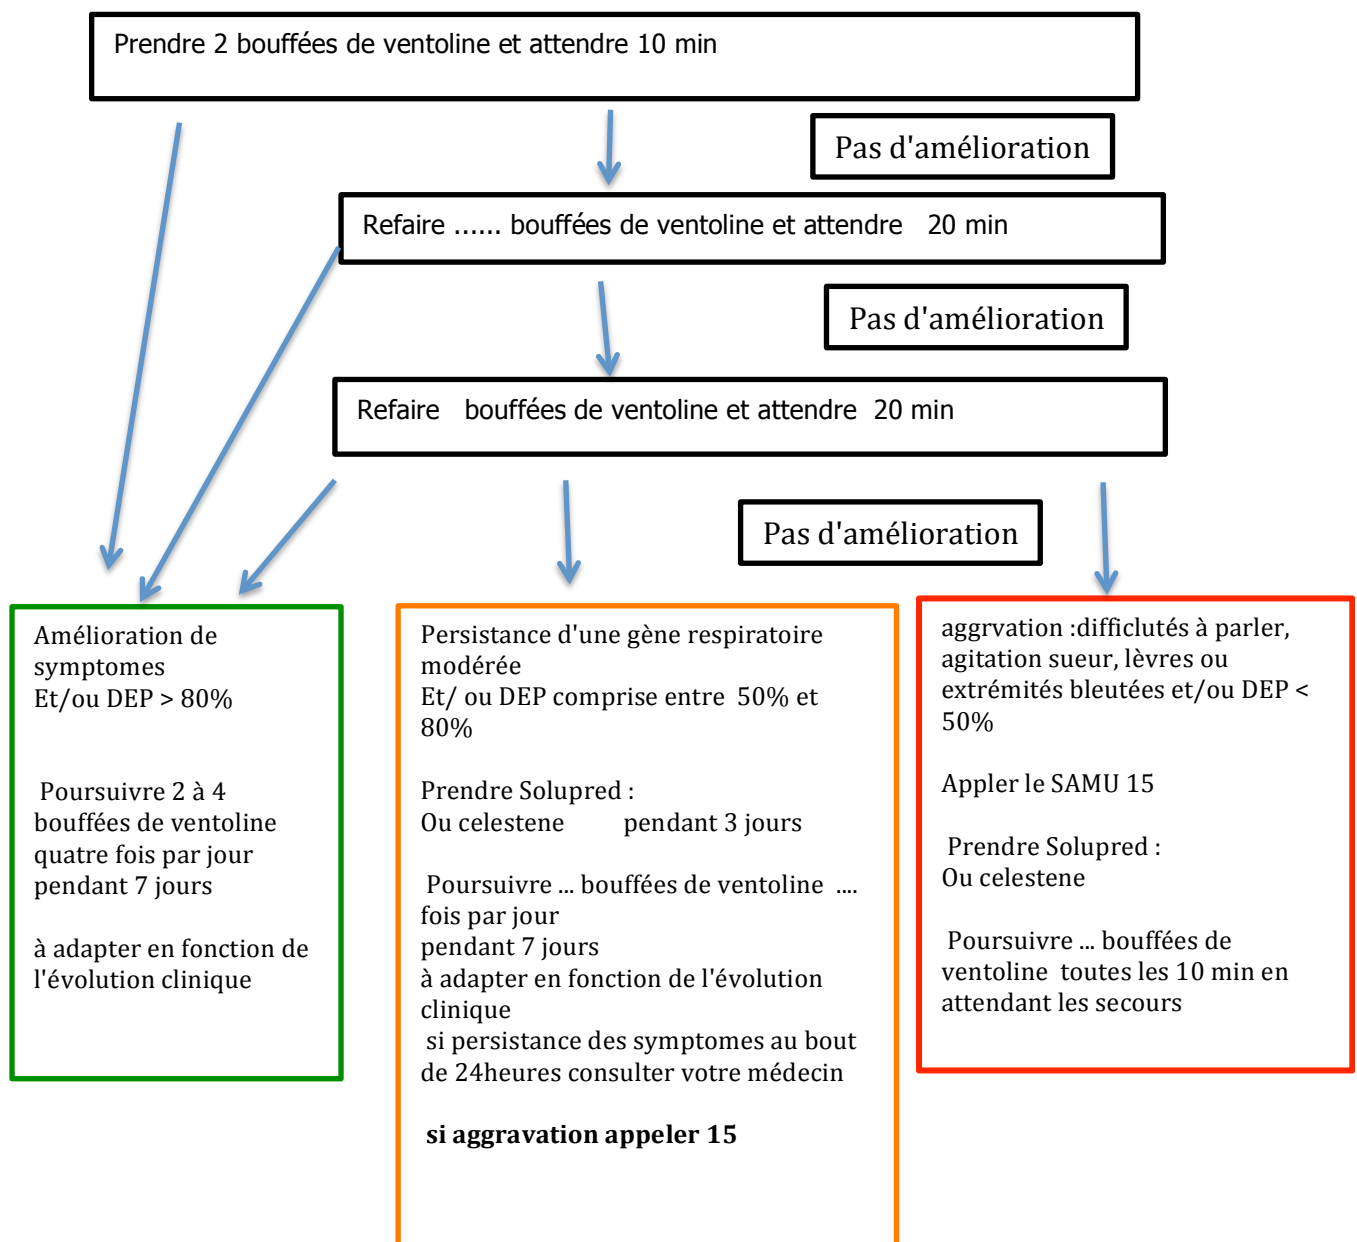 Prendre 2 bouffées de ventoline et attendre 10 min
Pas d'amélioration
Refaire ...... bouffées de ventoline et attendre 20 min
Pas d'amélioration
Refaire bouffées de ventoline et attendre 20 min
Pas d'amélioration
Amélioration de
symptomes
Et/ou DEP > 80%
Poursuivre 2 à 4
bouffées de ventoline
quatre fois par jour
pendant 7 jours
à adapter en fonction de
l'évolution clinique
Persistance d'une gène respiratoire
modérée
Et/ ou DEP comprise entre 50% et
80%
Prendre Solupred :
Ou celestene pendant 3 jours
Poursuivre ... bouffées de ventoline ....
fois par jour
pendant 7 jours
à adapter en fonction de l'évolution
clinique
si persistance des symptomes au bout
de 24heures consulter votre médecin
si aggravation appeler 15
aggrvation :difficlutés à parler,
agitation sueur, lèvres ou
extrémités bleutées et/ou DEP <
50%
Appler le SAMU 15
Prendre Solupred :
Ou celestene
Poursuivre ... bouffées de
ventoline toutes les 10 min en
attendant les secours